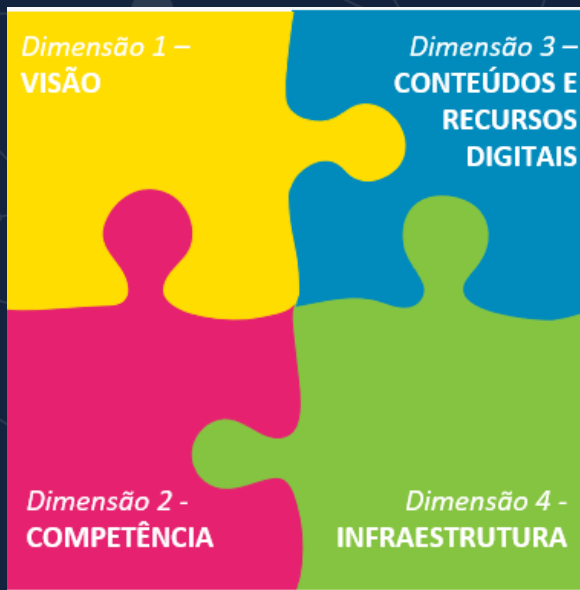 Dimensão 1 –
VISÃO
Dimensão 3 –
CONTEÚDOS E
RECURSOS
DIGITAIS
Dimensão 2 -
COMPETÊNCIA
Dimensão 4 -
INFRAESTRUTURA